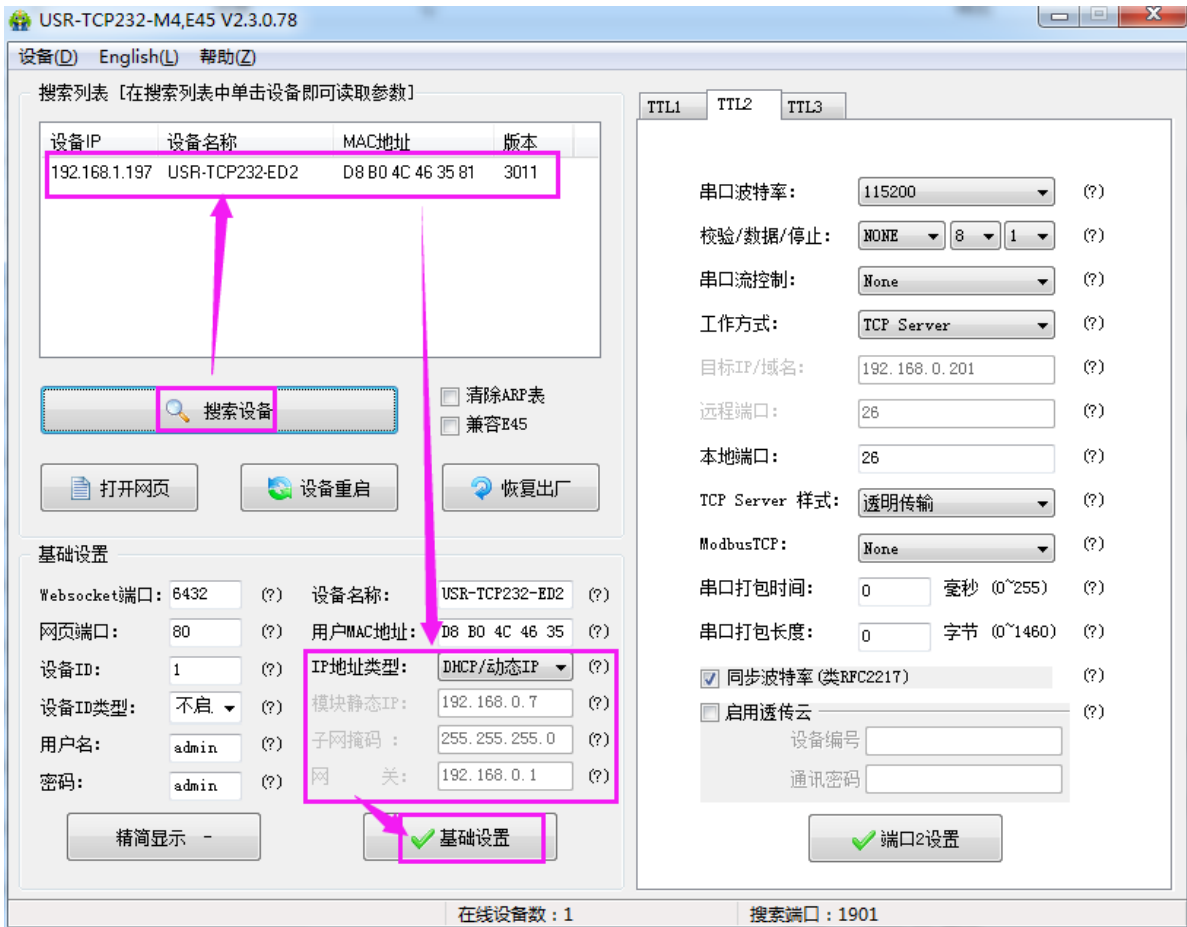 USR-TCP232-M4,E45 V2.3.0.78
设备(D) English(L) 帮助(Z)
搜索列表 [在搜索列表中单击设备即可读取参数]
设备IP 设备名称 MAC地址 版本
192.168.1.197 USR-TCP232-ED2 D8 B0 4C 46 35 81 3011
搜索设备
清除ARP表
兼容E45
打开网页 设备重启 恢复出厂
基础设置
Websocket端口: 6432 (?) 设备名称: USR-TCP232-ED2 (?)
网页端口: 80 (?) 用户MAC地址: D8 B0 4C 46 35 (?)
设备ID: 1 (?) IP地址类型: DHCP/动态IP (?)
设备ID类型: 不启. (?) 模块静态IP: 192.168.0.7 (?)
用户名: admin (?) 子网掩码 : 255.255.255.0 (?)
密码: admin (?) 网 关: 192.168.0.1 (?)
精简显示 - 基础设置
TTL1 TTL2 TTL3
串口波特率: 115200 (?)
校验/数据/停止: NONE 8 1 (?)
串口流控制: None (?)
工作方式: TCP Server (?)
目标IP/域名: 192.168.0.201 (?)
远程端口: 26 (?)
本地端口: 26 (?)
TCP Server 样式: 透明传输 (?)
ModbusTCP: None (?)
串口打包时间: 0 毫秒 (0~255) (?)
串口打包长度: 0 字节 (0~1460) (?)
同步波特率(类RFC2217) (?)
启用透传云 (?)
设备编号
通讯密码
端口2设置
在线设备数：1 搜索端口：1901